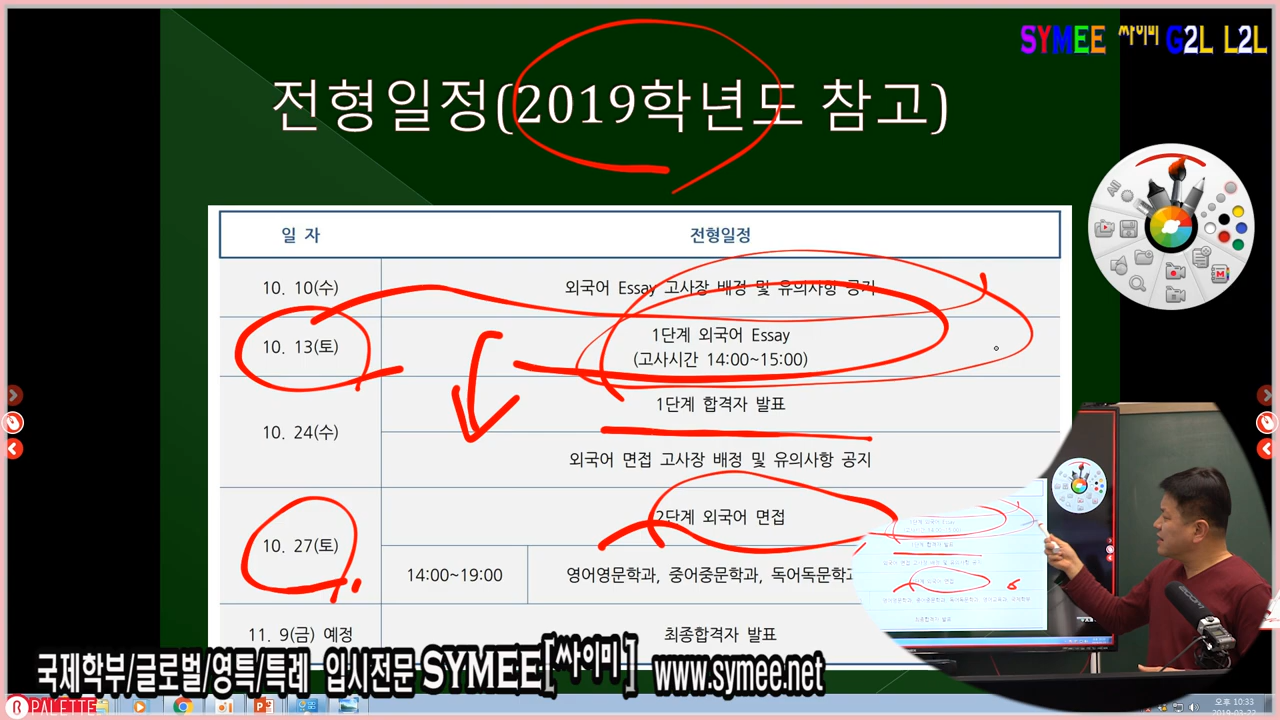 SYMEE 싸이미 G2L L2L
전형일정(2019학년도 참고)
일 자 전형일정
10. 10(수) 외국어 Essay 고사장 배정 및 유의사항 공지
10. 13(토) 1단계 외국어 Essay
(고사시간 14:00~15:00)
10. 24(수) 1단계 합격자 발표
외국어 면접 고사장 배정 및 유의사항 공지
10. 27(토) 2단계 외국어 면접
14:00~19:00 영어영문학과, 중어중문학과, 독어독문학과
11. 9(금) 예정 최종합격자 발표
국제학부/글로벌/영특/특례 입시전문 SYMEE[싸이미] www.symee.net
PALETTE
오전 10:33
2019-03-22
All